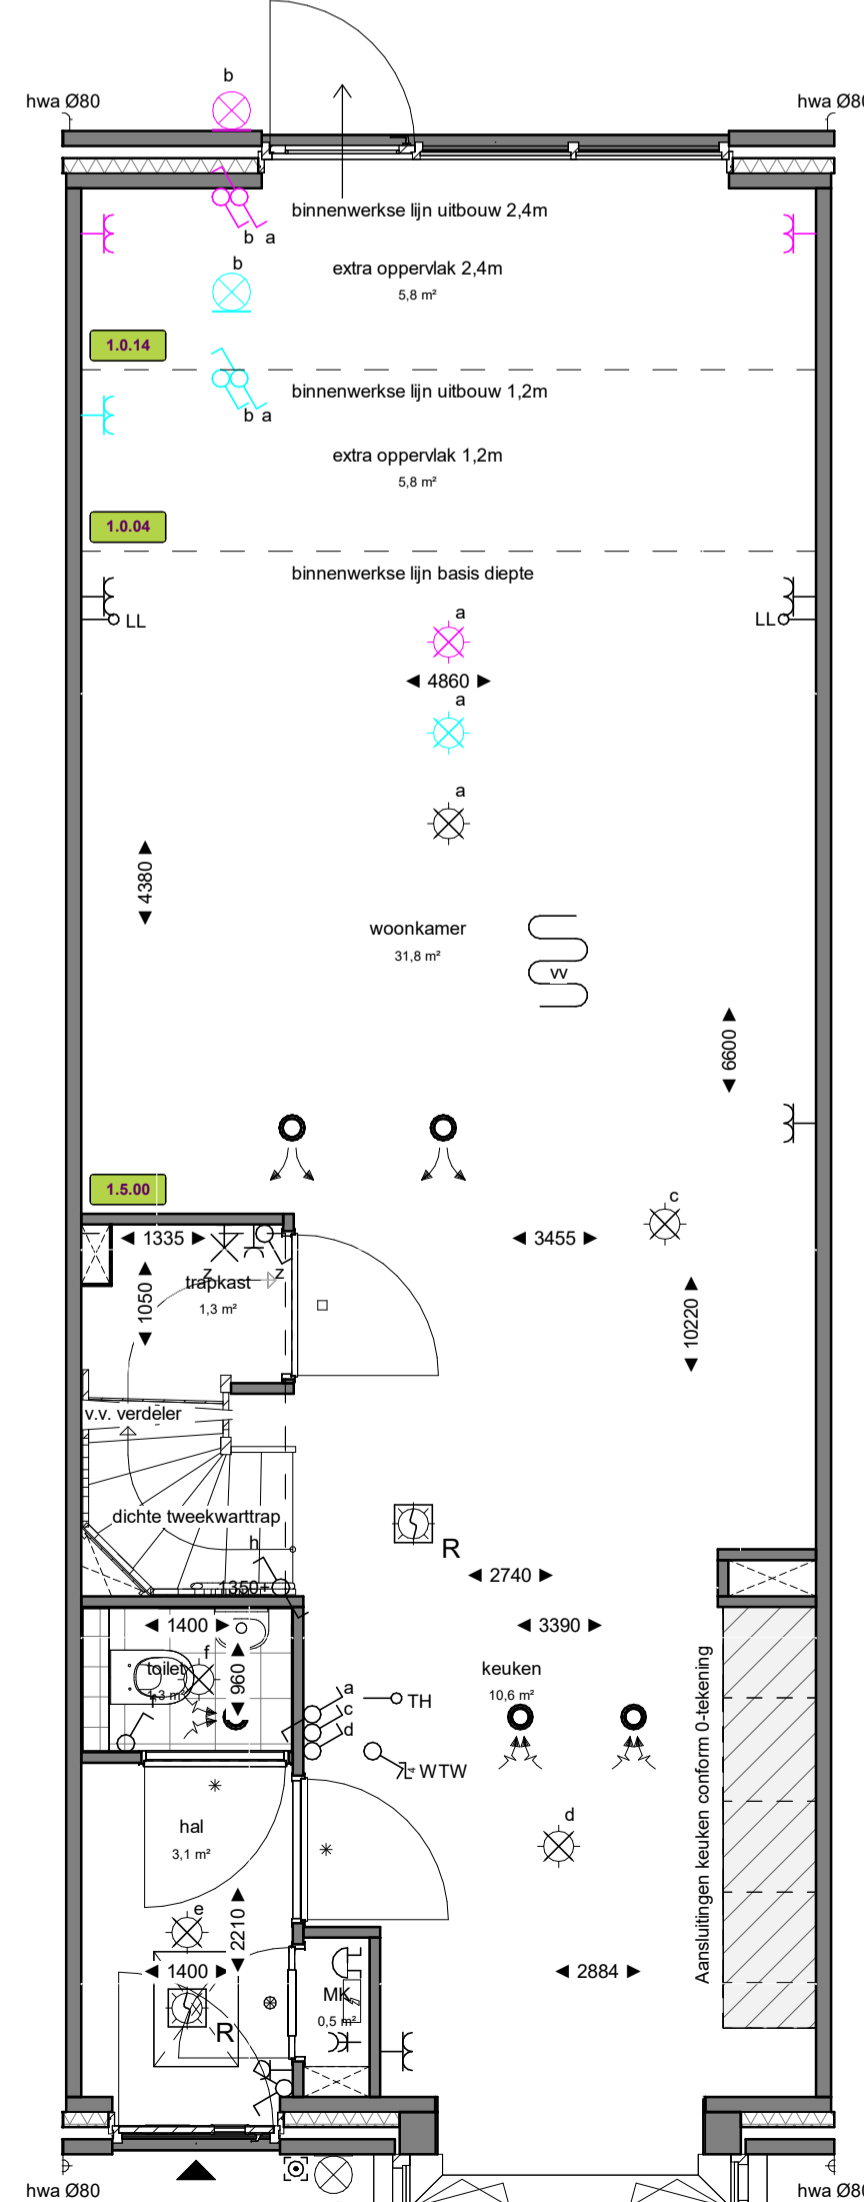 b
hwa Ø80
hwa Ø80
binnenwerkse lijn uitbouw 2,4m
b a
b
extra oppervlak 2,4m
5,8 m²
1.0.14
binnenwerkse lijn uitbouw 1,2m
b a
extra oppervlak 1,2m
5,8 m²
1.0.04
binnenwerkse lijn basis diepte
LL
LL
a
4860
a
a
4380
woonkamer
31,8 m²
vv
6600
1.5.00
c
1335
3455
z
z
trapkast
1,3 m²
1050
10220
v.v. verdeler
dichte tweekwarttrap
h
R
1350+
2740
1400
3390
f
toilet
1,3 m²
960
keuken
10,6 m²
f
a
c
d
TH
WTW
Aansluitingen keuken conform 0-tekening
hal
3,1 m²
d
e
2210
1400
2884
MK
0,5 m²
R
hwa Ø80
hwa Ø80